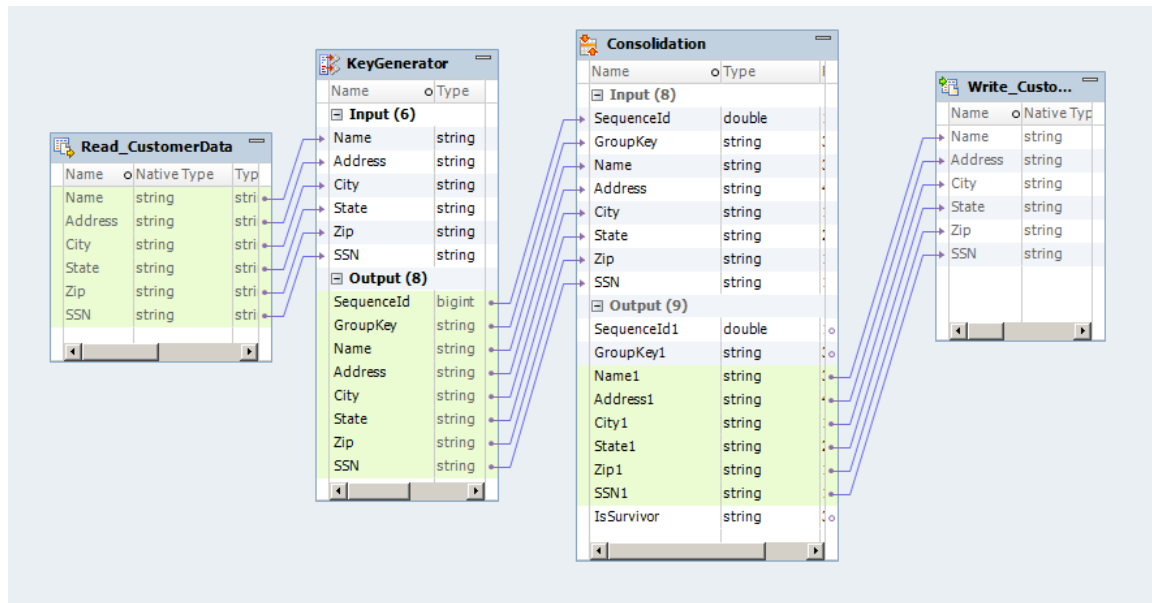 Read_CustomerData
Name Native Type Typ
Name string stri
Address string stri
City string stri
State string stri
Zip string stri
SSN string stri
KeyGenerator
Name Type
Input (6)
Name string
Address string
City string
State string
Zip string
SSN string
Output (8)
SequenceId bigint
GroupKey string
Name string
Address string
City string
State string
Zip string
SSN string
Consolidation
Name Type
Input (8)
SequenceId double
GroupKey string
Name string
Address string
City string
State string
Zip string
SSN string
Output (9)
SequenceId1 double
GroupKey1 string
Name1 string
Address1 string
City1 string
State1 string
Zip1 string
SSN1 string
IsSurvivor string
Write_Custo...
Name Native Typ
Name string
Address string
City string
State string
Zip string
SSN string